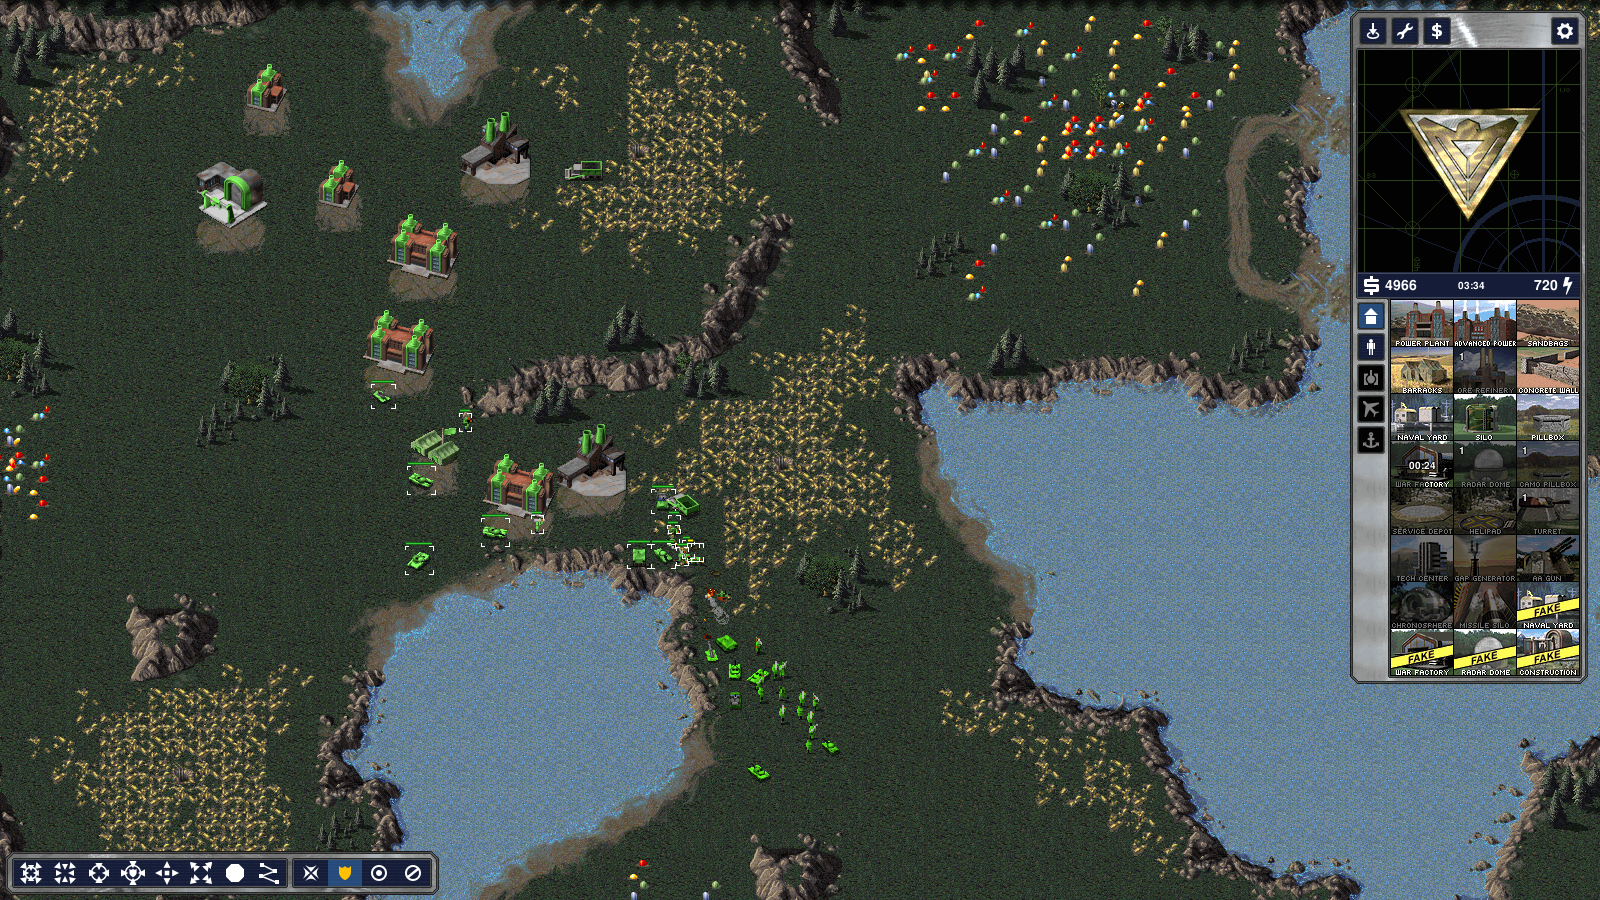 4966 03:34 720
POWER PLANT ADVANCED POWER SANDBAGS
1
BARRACKS ORE REFINERY CONCRETE WALL
NAVAL YARD SILO PILLBOX
00:24 1 1
WAR FACTORY RADAR DOME CAMO PILLBOX
1
SERVICE DEPOT HELIPAD TURRET
TECH CENTER GAP GENERATOR AA GUN
FAKE
CHRONOSPHERE MISSILE SILO NAVAL YARD
FAKE FAKE FAKE
WAR FACTORY RADAR DOME CONSTRUCTION